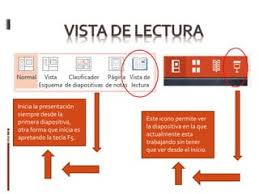 VISTA DE LECTURA
Normal
Vista
Esquema
Clasificador
de diapositivas
Página
de notas
Vista de
lectura
Inicia la presentación
siempre desde la
primera diapositiva,
otra forma que inicia es
apretando la tecla F5.
Este icono permite ver
la diapositiva en la que
actualmente esta
trabajando sin tener
que ver desde el inicio.